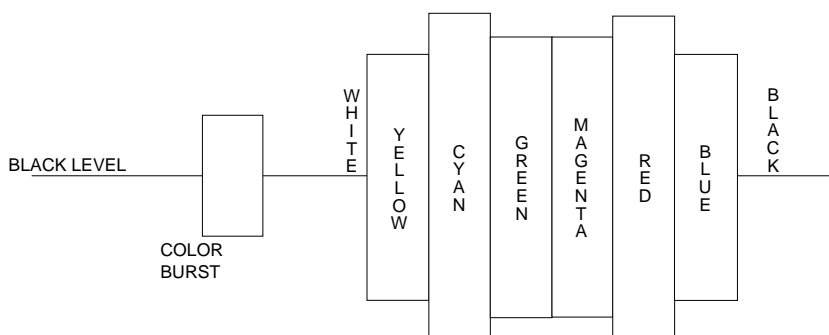 BLACK LEVEL
COLOR
BURST
WHITE
YELLOW
CYAN
GREEN
MAGENTA
RED
BLUE
BLACK